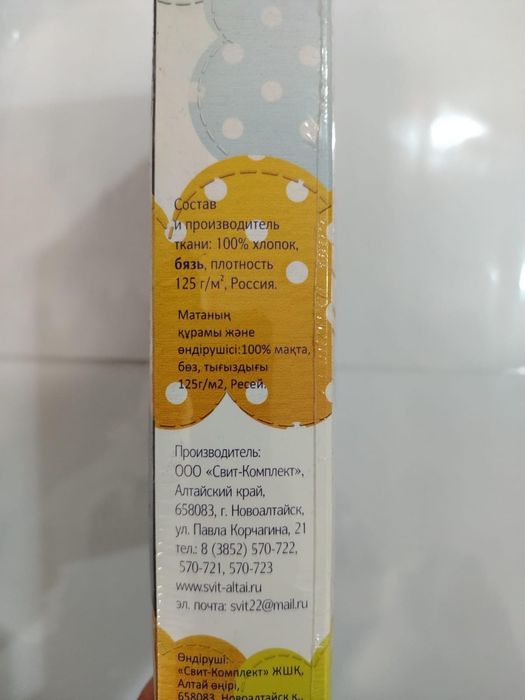 Состав
и производитель
ткани: 100% хлопок,
бязь, плотность
125 г/м², Россия.
Матаның
құрамы және
өндірушісі:100% мақта,
бөз, тығыздығы
125г/м2, Ресей.
Производитель:
ООО «Свит-Комплект»,
Алтайский край,
658083, г. Новоалтайск,
ул. Павла Корчагина, 21
тел.: 8 (3852) 570-722,
570-721, 570-723
www.svit-altai.ru
эл. почта: svit22@mail.ru
Өндіруші:
«Свит-Комплект» ЖШҚ,
Алтай өңірі,
658083, Новоалтайск қ.,